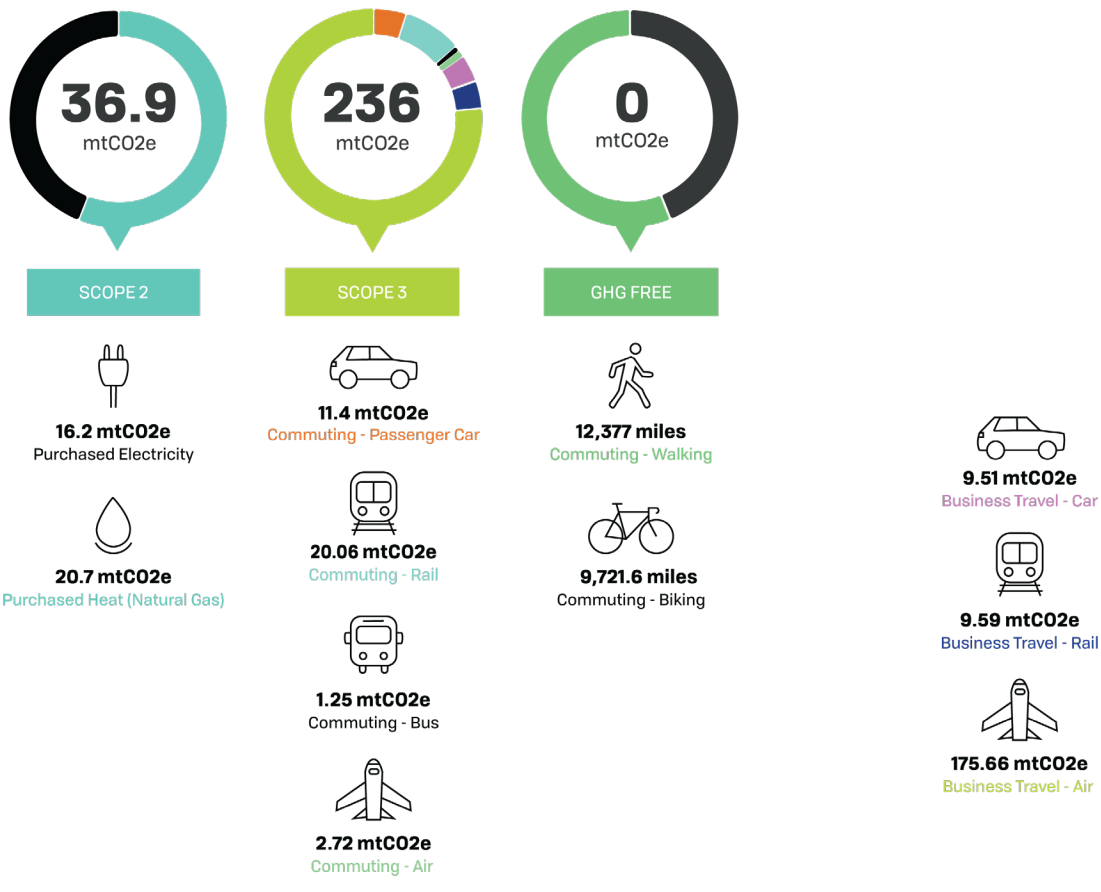 36.9
mtCO2e
SCOPE 2
16.2 mtCO2e
Purchased Electricity
20.7 mtCO2e
Purchased Heat (Natural Gas)
236
mtCO2e
SCOPE 3
11.4 mtCO2e
Commuting - Passenger Car
20.06 mtCO2e
Commuting - Rail
1.25 mtCO2e
Commuting - Bus
2.72 mtCO2e
Commuting - Air
0
mtCO2e
GHG FREE
12,377 miles
Commuting - Walking
9,721.6 miles
Commuting - Biking
9.51 mtCO2e
Business Travel - Car
9.59 mtCO2e
Business Travel - Rail
175.66 mtCO2e
Business Travel - Air